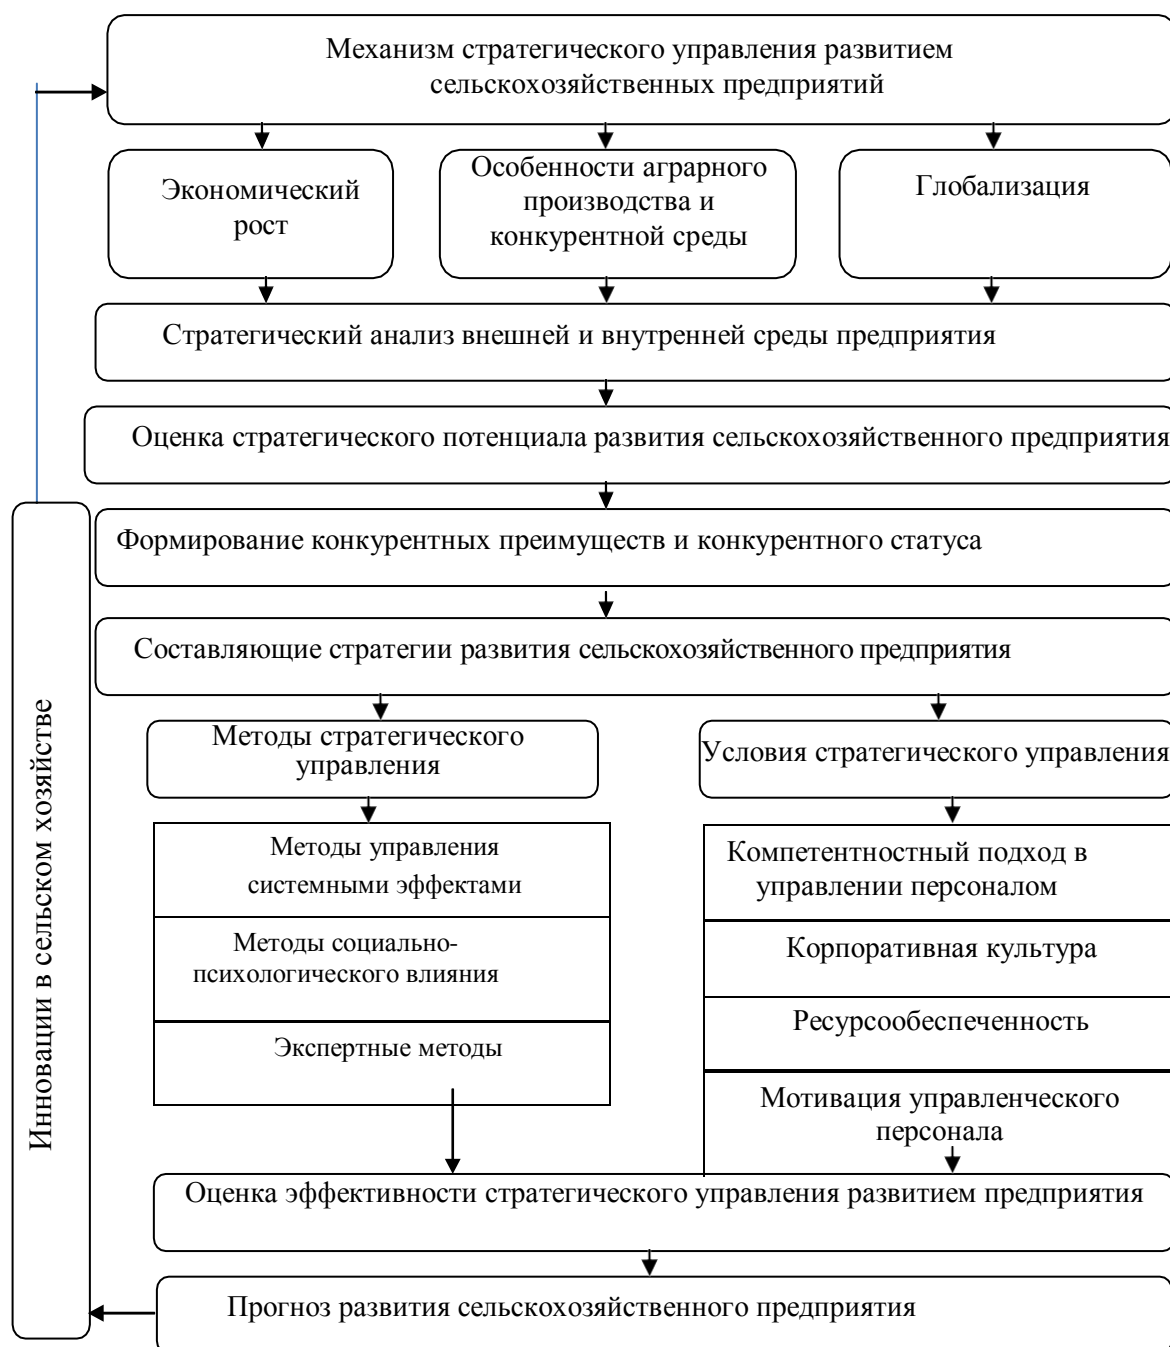 Механизм стратегического управления развитием
сельскохозяйственных предприятий
Экономический
рост
Особенности аграрного
производства и
конкурентной среды
Глобализация
Стратегический анализ внешней и внутренней среды предприятия
Оценка стратегического потенциала развития сельскохозяйственного предприятия
Формирование конкурентных преимуществ и конкурентного статуса
Составляющие стратегии развития сельскохозяйственного предприятия
Методы стратегического
управления
Условия стратегического управления
Методы управления
системными эффектами
Методы социально-
психологического влияния
Экспертные методы
Компетентностный подход в
управлении персоналом
Корпоративная культура
Ресурсообеспеченность
Мотивация управленческого
персонала
Оценка эффективности стратегического управления развитием предприятия
Прогноз развития сельскохозяйственного предприятия
Инновации в сельском хозяйстве